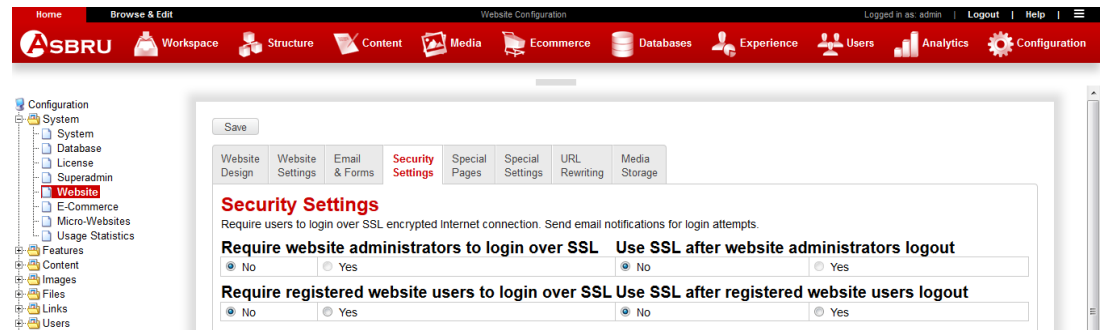 Home Browse & Edit Website Configuration Logged in as: admin | Logout | Help |
ASBRU Workspace Structure Content Media Ecommerce Databases Experience Users Analytics Configuration
Configuration
System
System
Database
License
Superadmin
Website
E-Commerce
Micro-Websites
Usage Statistics
Features
Content
Images
Files
Links
Users
Save
Website Design Website Settings Email & Forms Security Settings Special Pages Special Settings URL Rewriting Media Storage
Security Settings
Require users to login over SSL encrypted Internet connection. Send email notifications for login attempts.
Require website administrators to login over SSL Use SSL after website administrators logout
No Yes No Yes
Require registered website users to login over SSL Use SSL after registered website users logout
No Yes No Yes